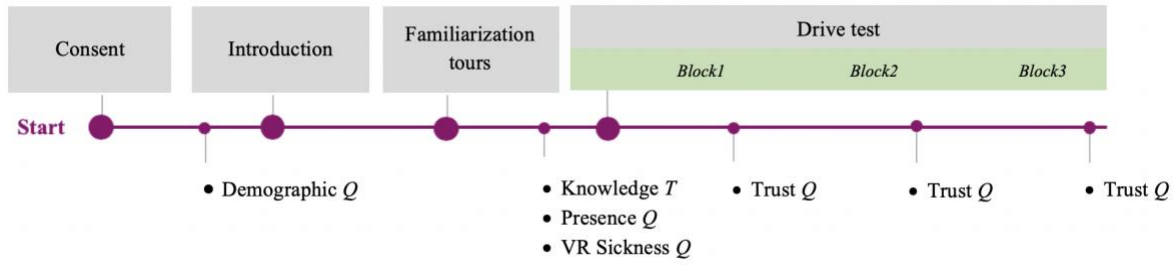 Consent
Introduction
Familiarization
tours
Drive test
Block1
Block2
Block3
Start
• Demographic Q
• Knowledge T
• Presence Q
• VR Sickness Q
• Trust Q
• Trust Q
• Trust Q